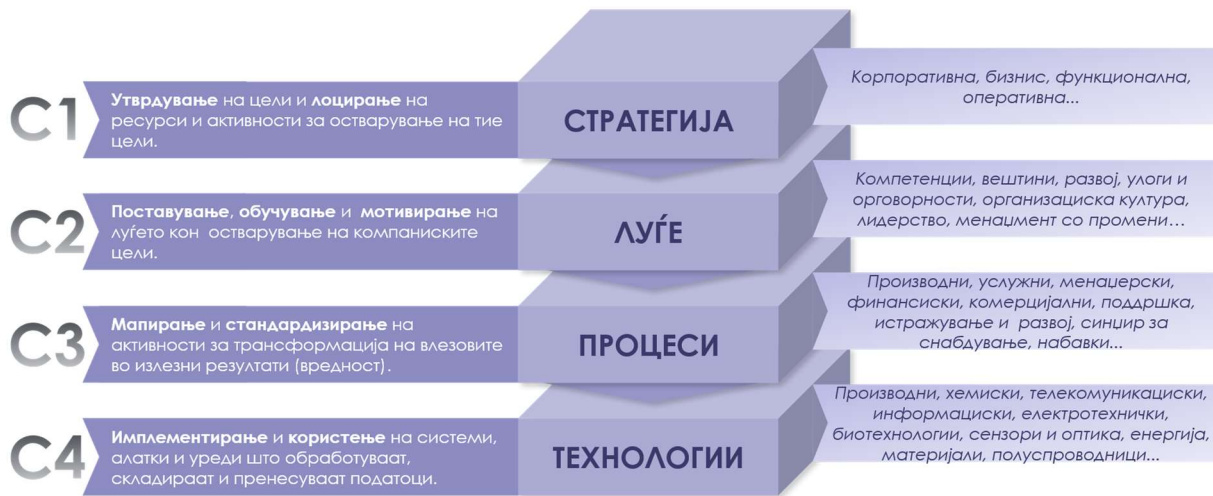 C1
Утврдување на цели и лоцирање на
ресурси и активности за остварување на тие
цели.
СТРАТЕГИЈА
Корпоративна, бизнис, функционална,
оперативна...
C2
Поставување, обучување и мотивирање на
луѓето кон остварување на компаниските
цели.
ЛУЃЕ
Компетенции, вештини, развој, улоги и
орговорности, организациска култура,
лидерство, менаџмент со промени...
C3
Мапирање и стандардизирање на
активности за трансформација на влезовите
во излезни резултати (вредност).
ПРОЦЕСИ
Производни, услужни, менаџерски,
финансиски, комерцијални, поддршка,
истражување и развој, синџир за
снабдување, набавки...
C4
Имплементирање и користење на системи,
алатки и уреди што обработуваат,
складираат и пренесуваат податоци.
ТЕХНОЛОГИИ
Производни, хемиски, телекомуникациски,
информациски, електротехнички,
биотехнологии, сензори и оптика, енергија,
материјали, полуспроводници...